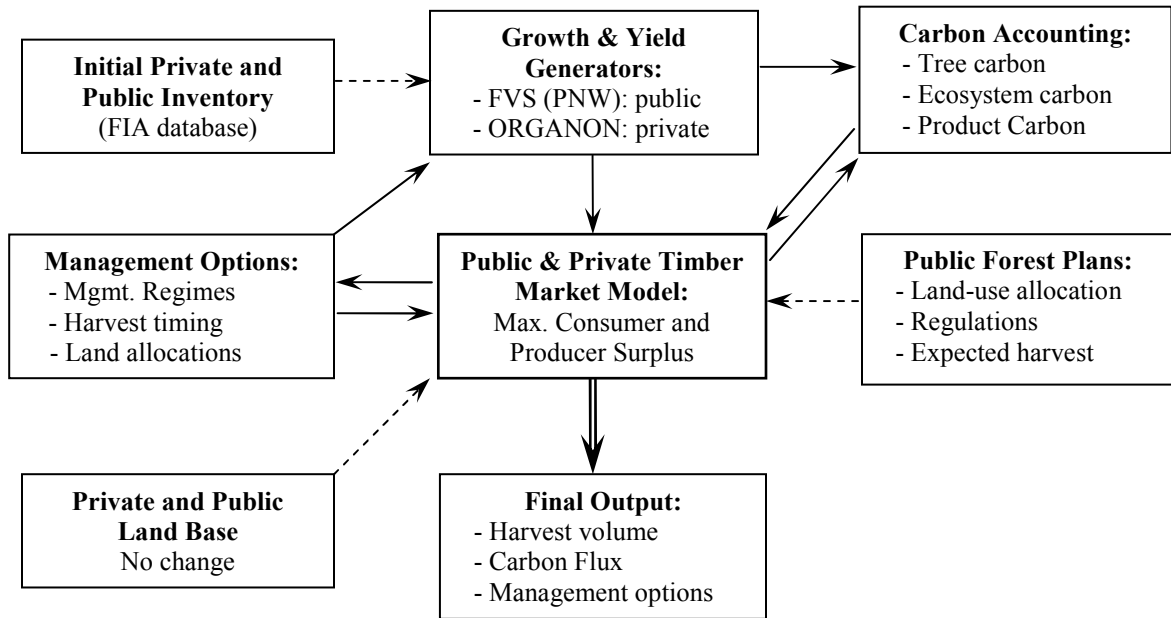 Initial Private and
Public Inventory
(FIA database)
Growth & Yield
Generators:
- FVS (PNW): public
- ORGANON: private
Carbon Accounting:
- Tree carbon
- Ecosystem carbon
- Product Carbon
Management Options:
- Mgmt. Regimes
- Harvest timing
- Land allocations
Public & Private Timber
Market Model:
Max. Consumer and
Producer Surplus
Public Forest Plans:
- Land-use allocation
- Regulations
- Expected harvest
Private and Public
Land Base
No change
Final Output:
- Harvest volume
- Carbon Flux
- Management options